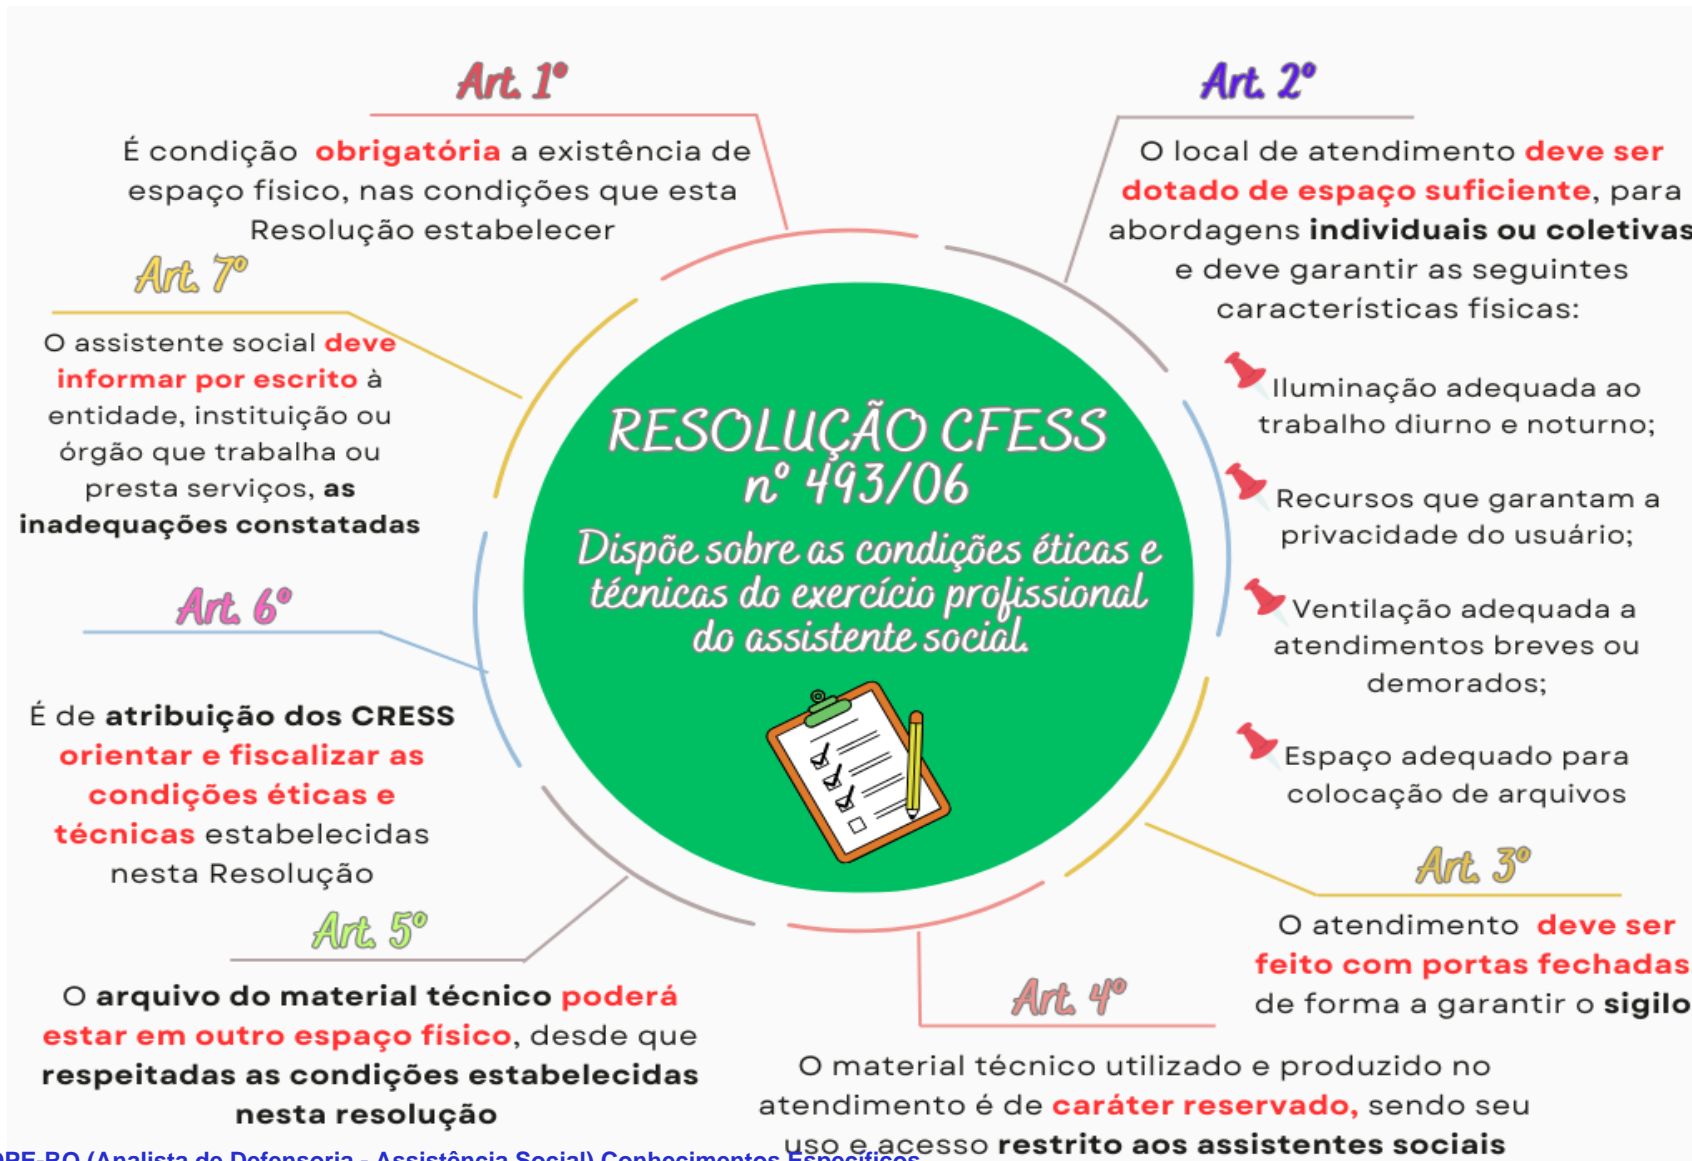 Art. 1º
É condição obrigatória a existência de
espaço físico, nas condições que esta
Resolução estabelecer
Art. 2º
O local de atendimento deve ser
dotado de espaço suficiente, para
abordagens individuais ou coletivas
e deve garantir as seguintes
características físicas:
Iluminação adequada ao
trabalho diurno e noturno;
Recursos que garantam a
privacidade do usuário;
Ventilação adequada a
atendimentos breves ou
demorados;
Espaço adequado para
colocação de arquivos
Art. 7º
O assistente social deve
informar por escrito à
entidade, instituição ou
órgão que trabalha ou
presta serviços, as
inadequações constatadas
RESOLUÇÃO CFESS
nº 493/06
Dispõe sobre as condições éticas e
técnicas do exercício profissional
do assistente social.
Art. 6º
É de atribuição dos CRESS
orientar e fiscalizar as
condições éticas e
técnicas estabelecidas
nesta Resolução
Art. 3º
O atendimento deve ser
feito com portas fechadas
de forma a garantir o sigilo
Art. 5º
O arquivo do material técnico poderá
estar em outro espaço físico, desde que
respeitadas as condições estabelecidas
nesta resolução
Art. 4º
O material técnico utilizado e produzido no
atendimento é de caráter reservado, sendo seu
uso e acesso restrito aos assistentes sociais
(Analista de Defensoria - Assistência Social) Conhecimentos Específicos